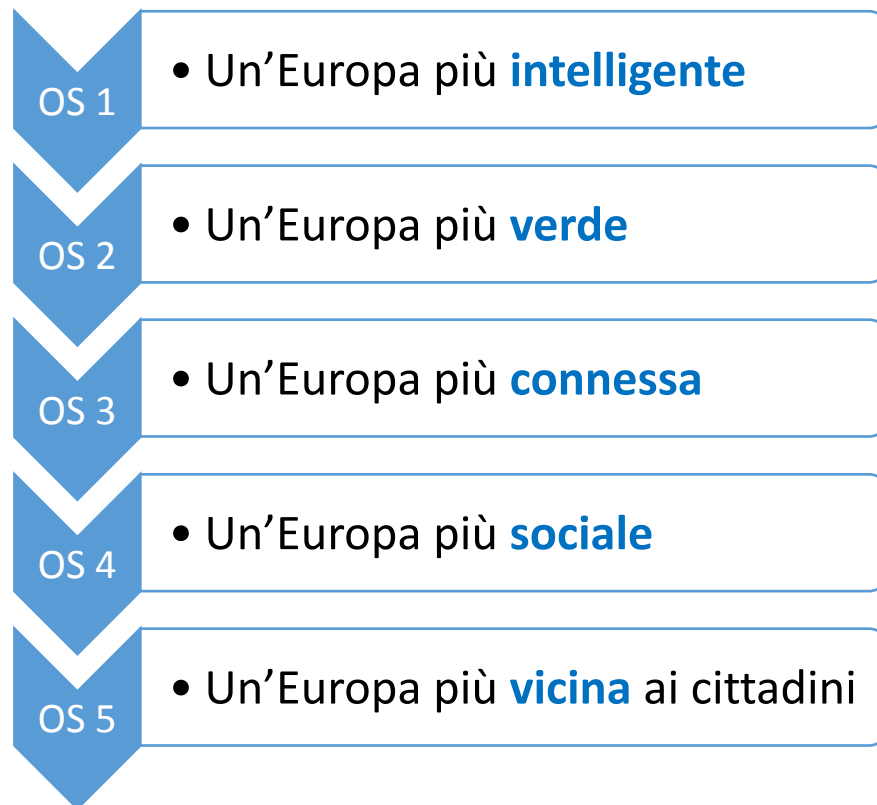 OS 1
• Un’Europa più intelligente
OS 2
• Un’Europa più verde
OS 3
• Un’Europa più connessa
OS 4
• Un’Europa più sociale
OS 5
• Un’Europa più vicina ai cittadini